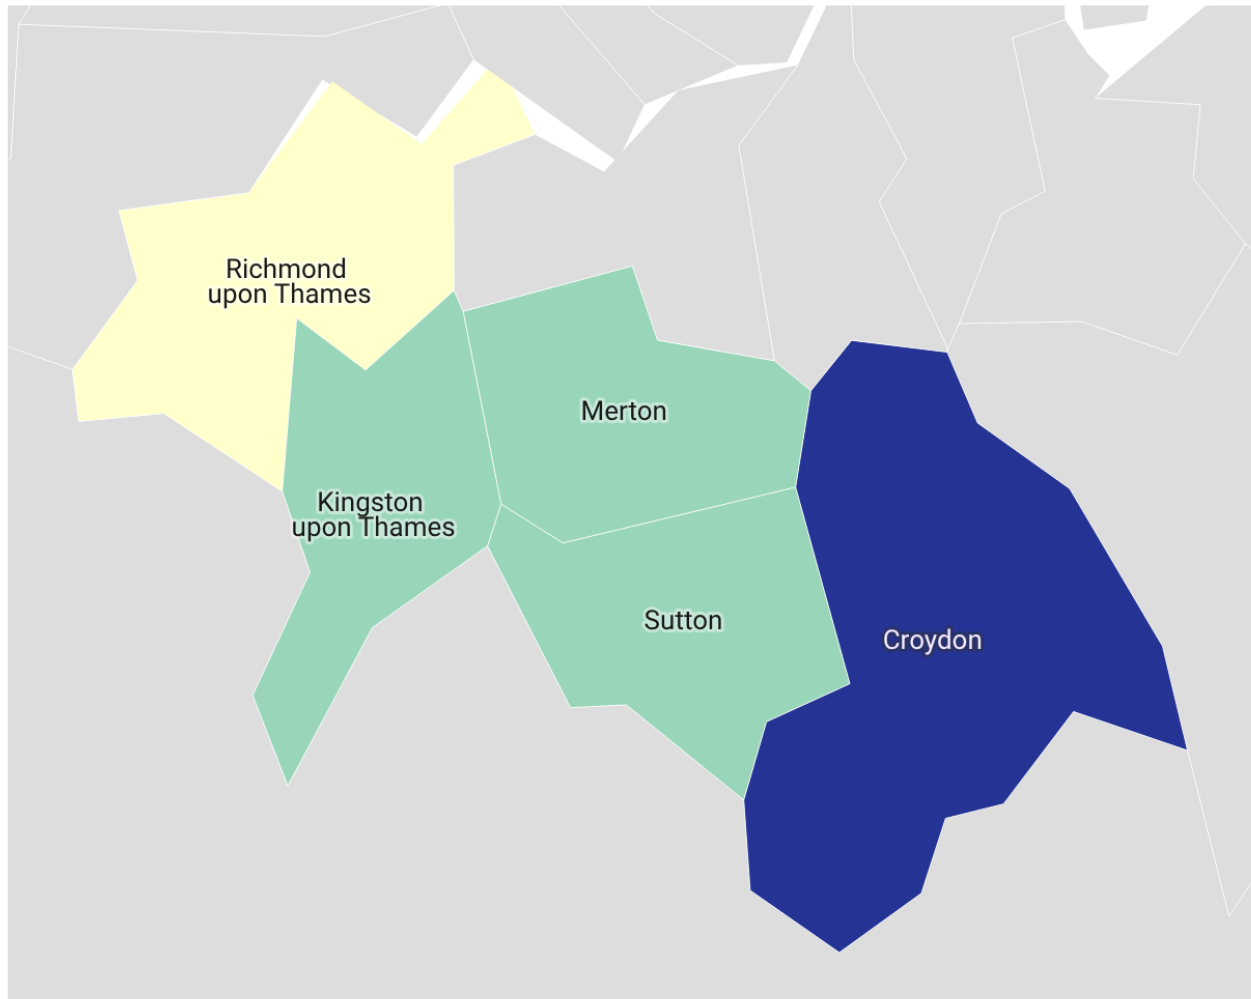 Richmond
upon Thames
Merton
Kingston
upon Thames
Sutton
Croydon